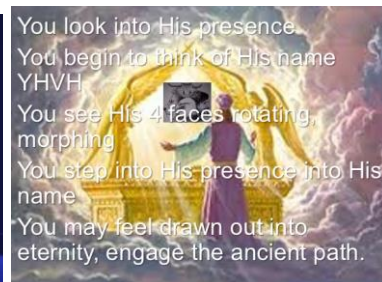 You look into His presence
You begin to think of His name
YHVH
You see His 4 faces rotating,
morphing
You step into His presence into His
name
You may feel drawn out into
eternity, engage the ancient path.